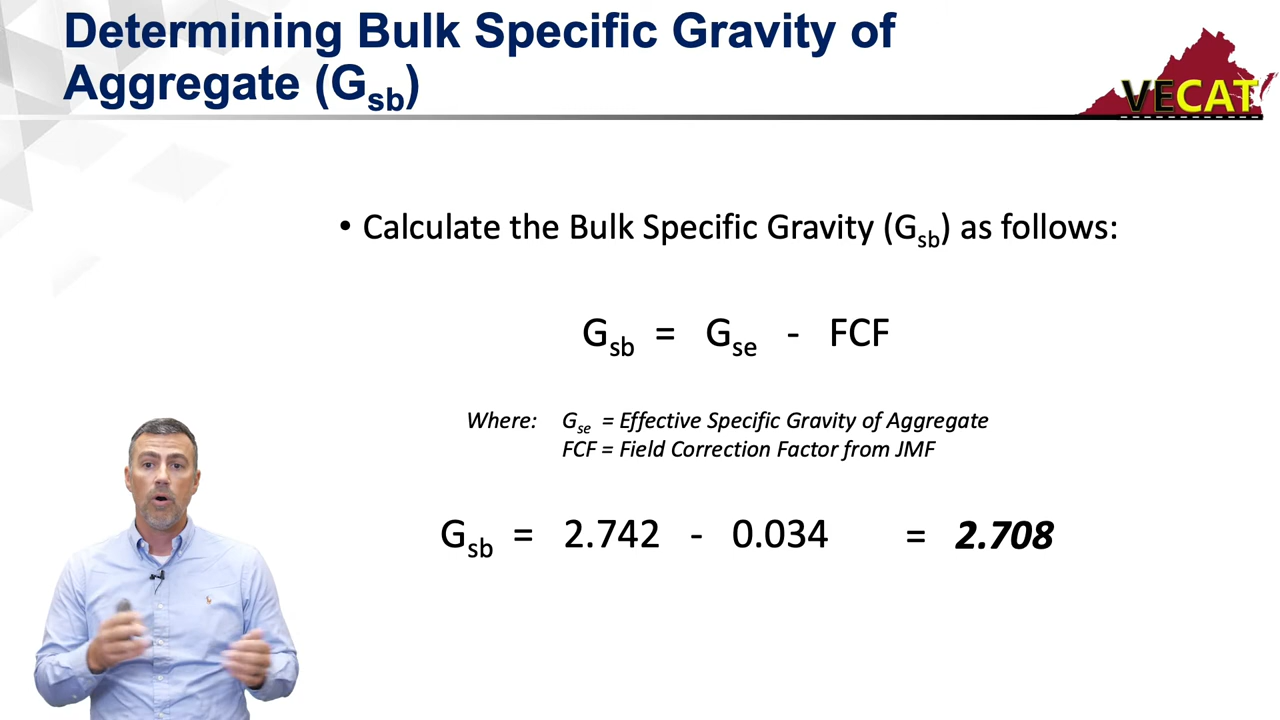 Determining Bulk Specific Gravity of
Aggregate (Gsb)
VECAT
• Calculate the Bulk Specific Gravity (Gsb) as follows:
Gsb = Gse - FCF
Where: Gse = Effective Specific Gravity of Aggregate
FCF = Field Correction Factor from JMF
Gsb = 2.742 - 0.034 = 2.708